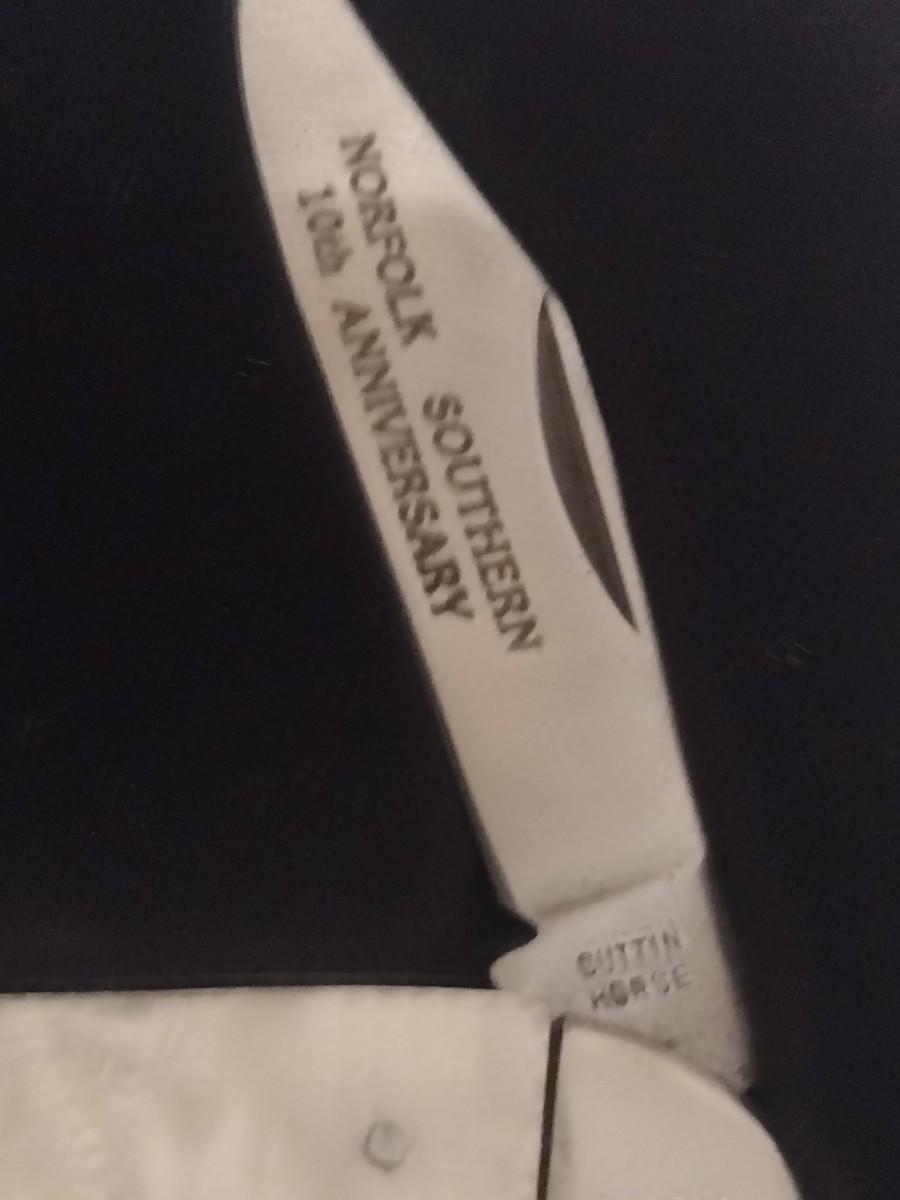 NORFOLK SOUTHERN
10th ANNIVERSARY
CUTTIN
HORSE